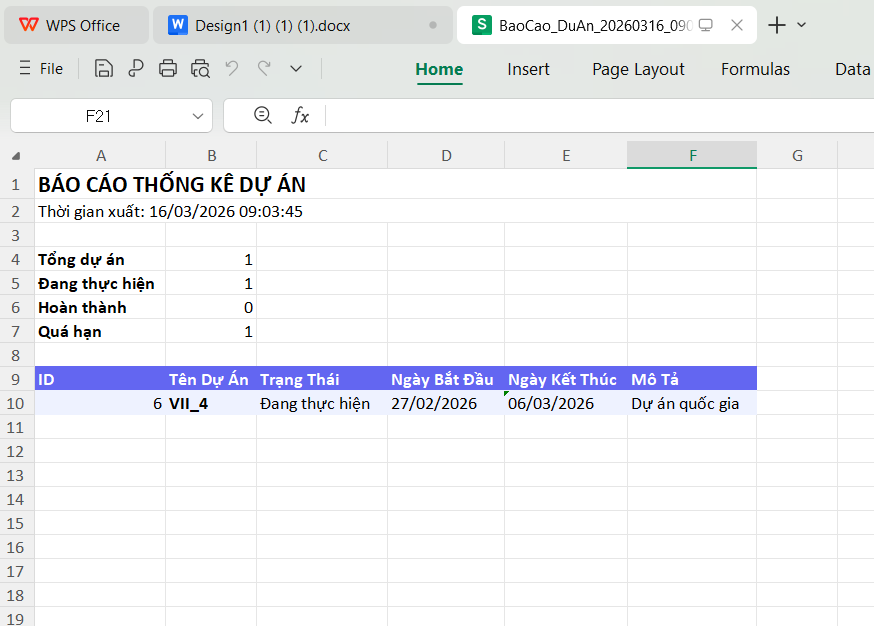 WPS Office Design1 (1) (1) (1).docx BaoCao_DuAn_20260316_090
File Home Insert Page Layout Formulas Data
F21 fx
A B C D E F G
1 BÁO CÁO THỐNG KÊ DỰ ÁN
2 Thời gian xuất: 16/03/2026 09:03:45
3
4 Tổng dự án 1
5 Đang thực hiện 1
6 Hoàn thành 0
7 Quá hạn 1
8
9 ID Tên Dự Án Trạng Thái Ngày Bắt Đầu Ngày Kết Thúc Mô Tả
10 6 VII_4 Đang thực hiện 27/02/2026 06/03/2026 Dự án quốc gia
11
12
13
14
15
16
17
18
19